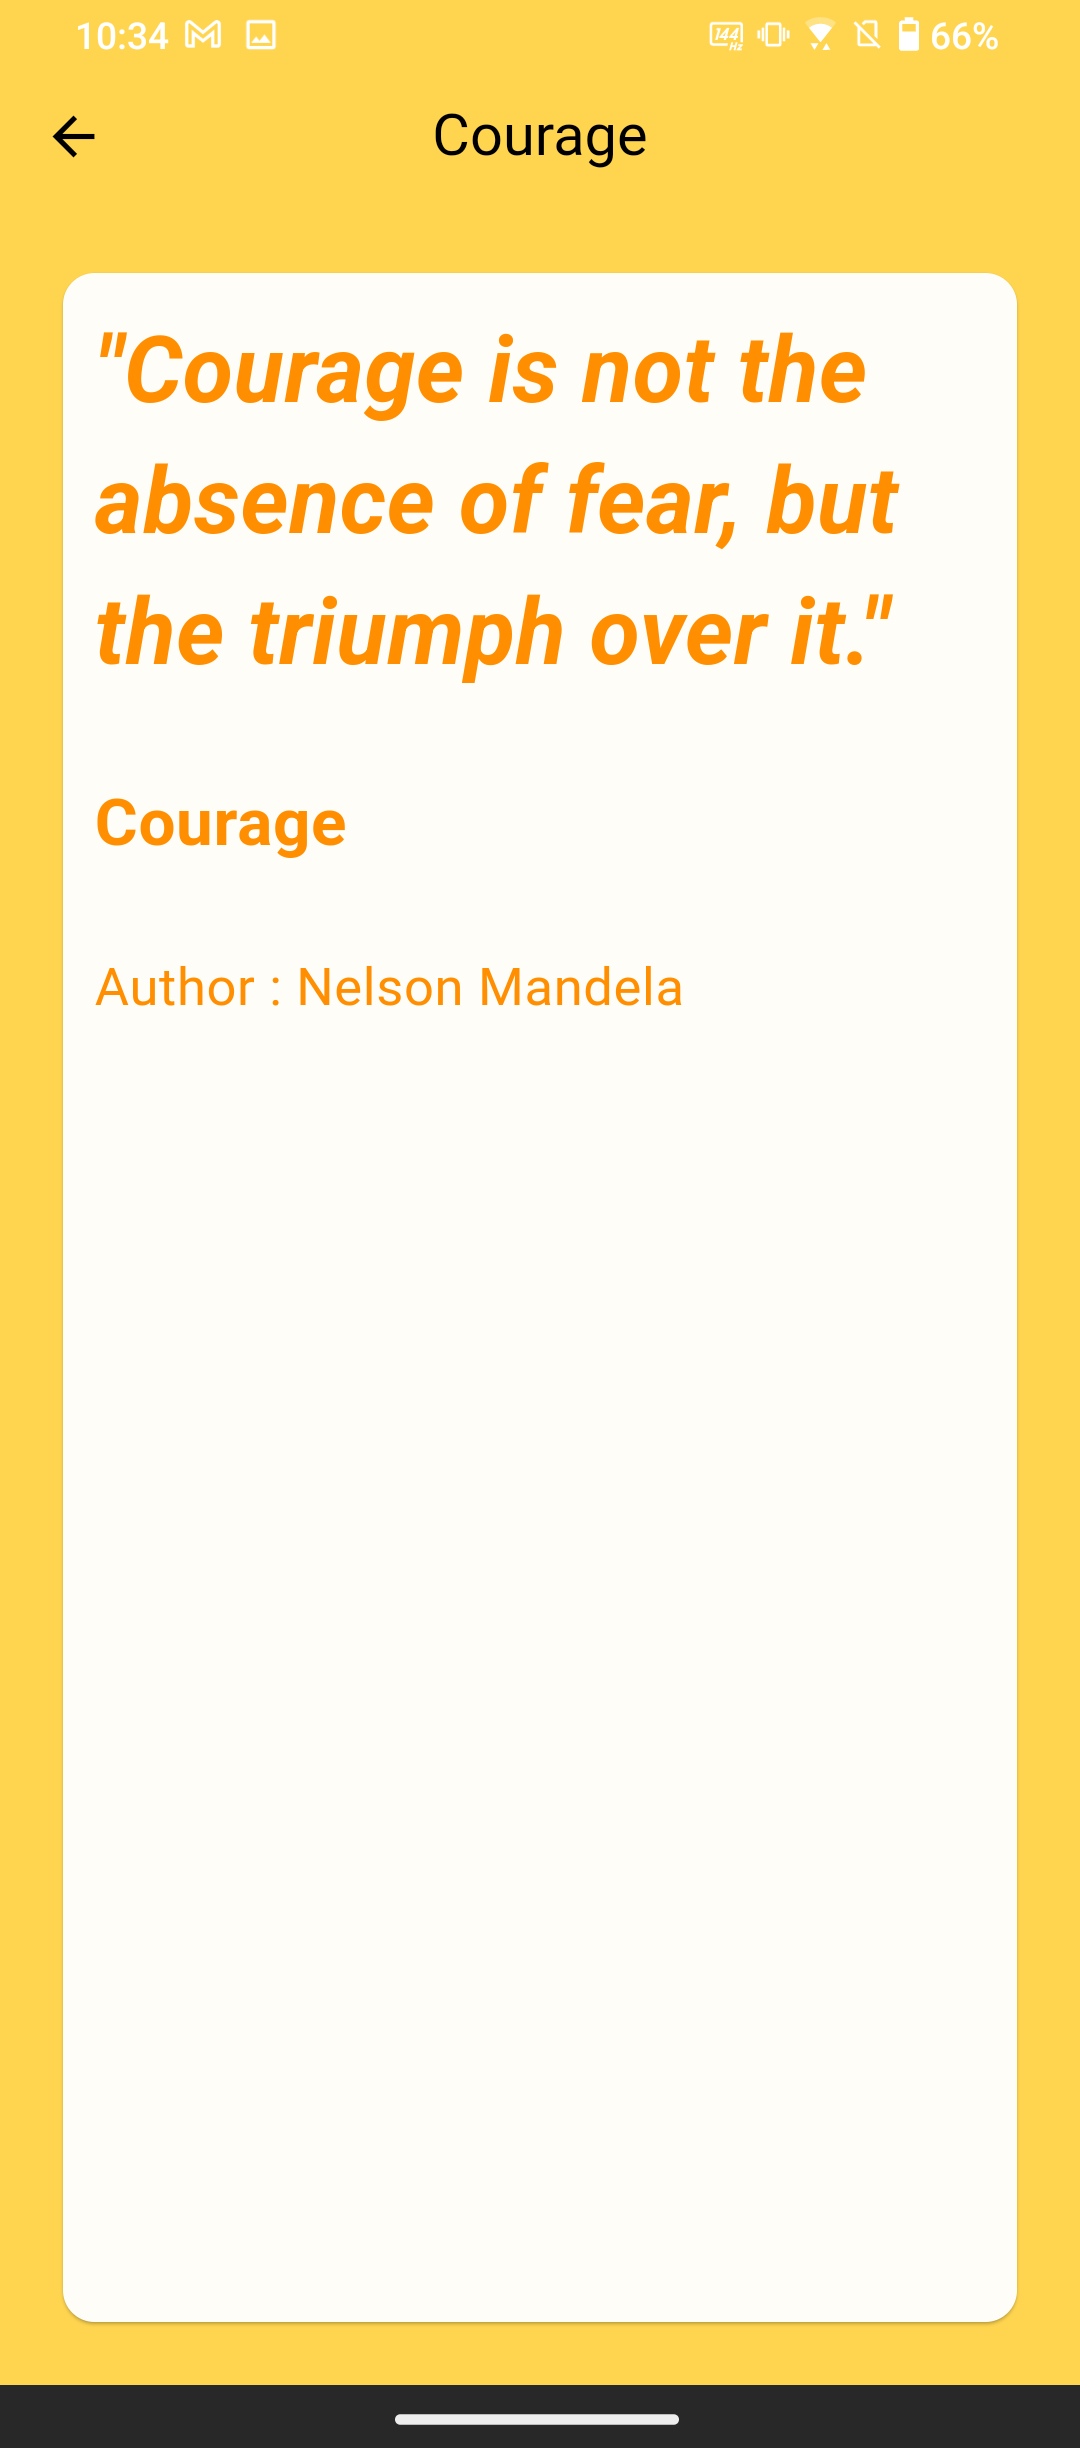 10:34 144 Hz 66%
Courage
"Courage is not the
absence of fear, but
the triumph over it."
Courage
Author : Nelson Mandela